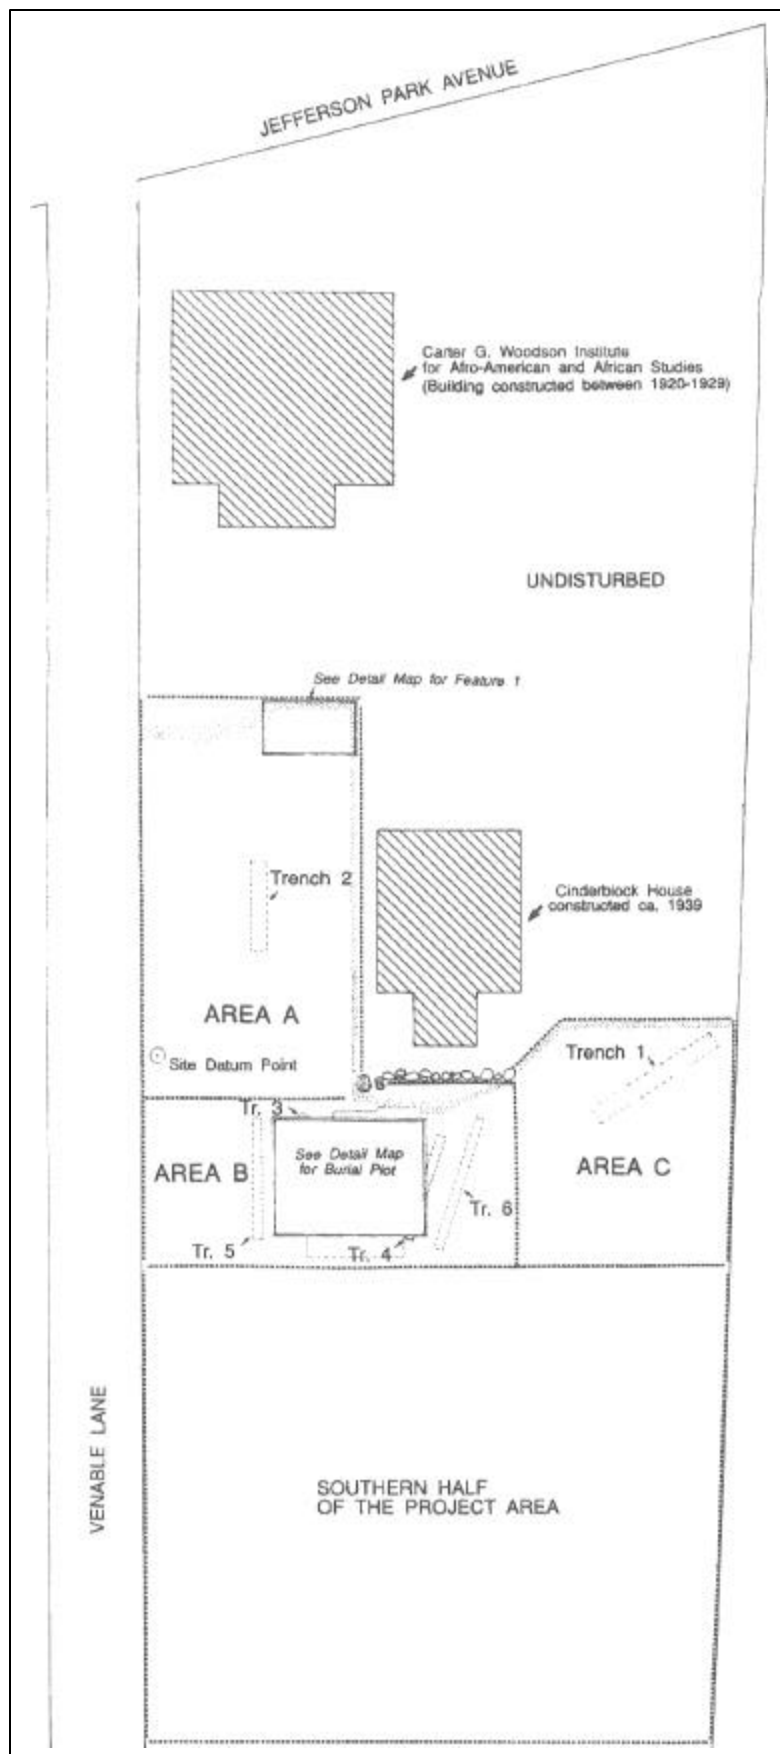 JEFFERSON PARK AVENUE
Carter G. Woodson Institute
for Afro-American and African Studies
(Building constructed between 1920-1929)
UNDISTURBED
See Detail Map for Feature 1
Trench 2
Cinderblock House
constructed ca. 1939
AREA A
Site Datum Point
Trench 1
Tr. 3
See Detail Map
for Burial Plot
AREA B
AREA C
Tr. 6
Tr. 5
Tr. 4
VENABLE LANE
SOUTHERN HALF
OF THE PROJECT AREA